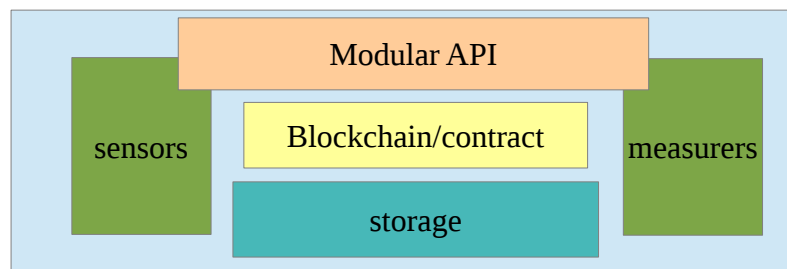 Modular API
sensors
Blockchain/contract
measurers
storage